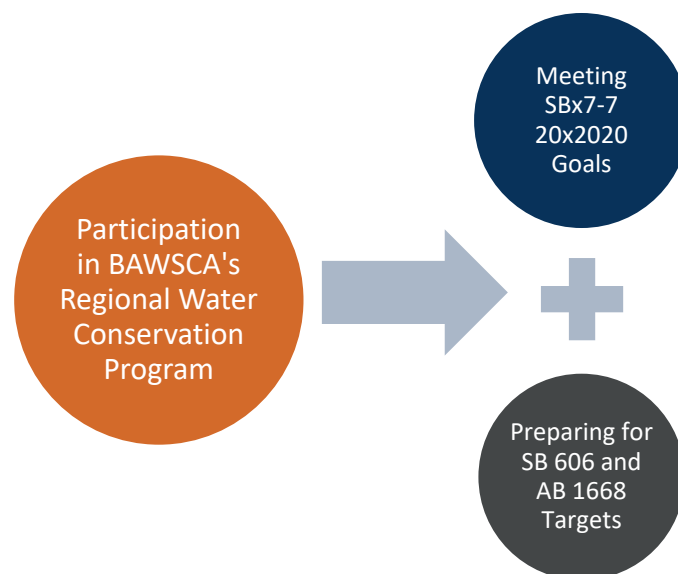 Participation
in BAWSCA's
Regional Water
Conservation
Program
Meeting
SBx7-7
20x2020
Goals
Preparing for
SB 606 and
AB 1668
Targets